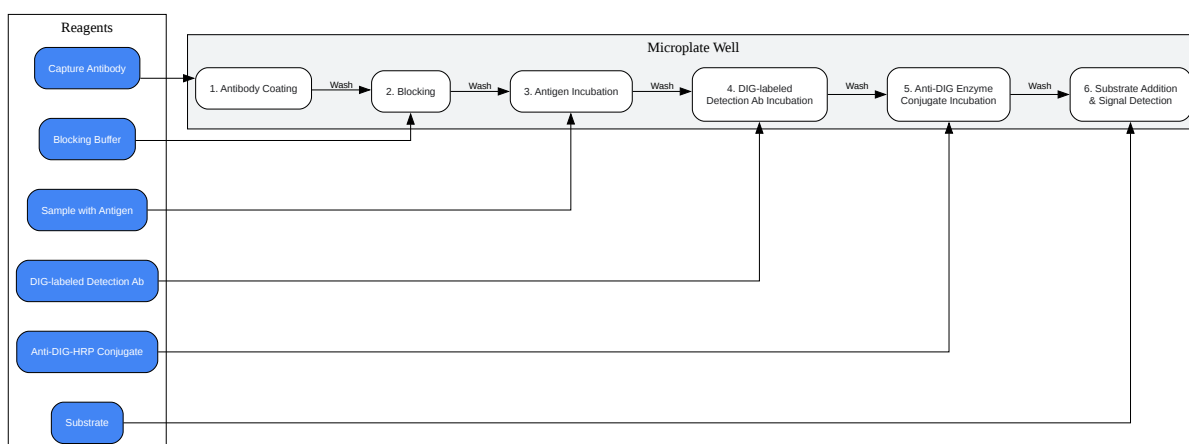 Reagents
Capture Antibody
Blocking Buffer
Sample with Antigen
DIG-labeled Detection Ab
Anti-DIG-HRP Conjugate
Substrate
Microplate Well
1. Antibody Coating
Wash
2. Blocking
Wash
3. Antigen Incubation
Wash
4. DIG-labeled
Detection Ab Incubation
Wash
5. Anti-DIG Enzyme
Conjugate Incubation
Wash
6. Substrate Addition
& Signal Detection